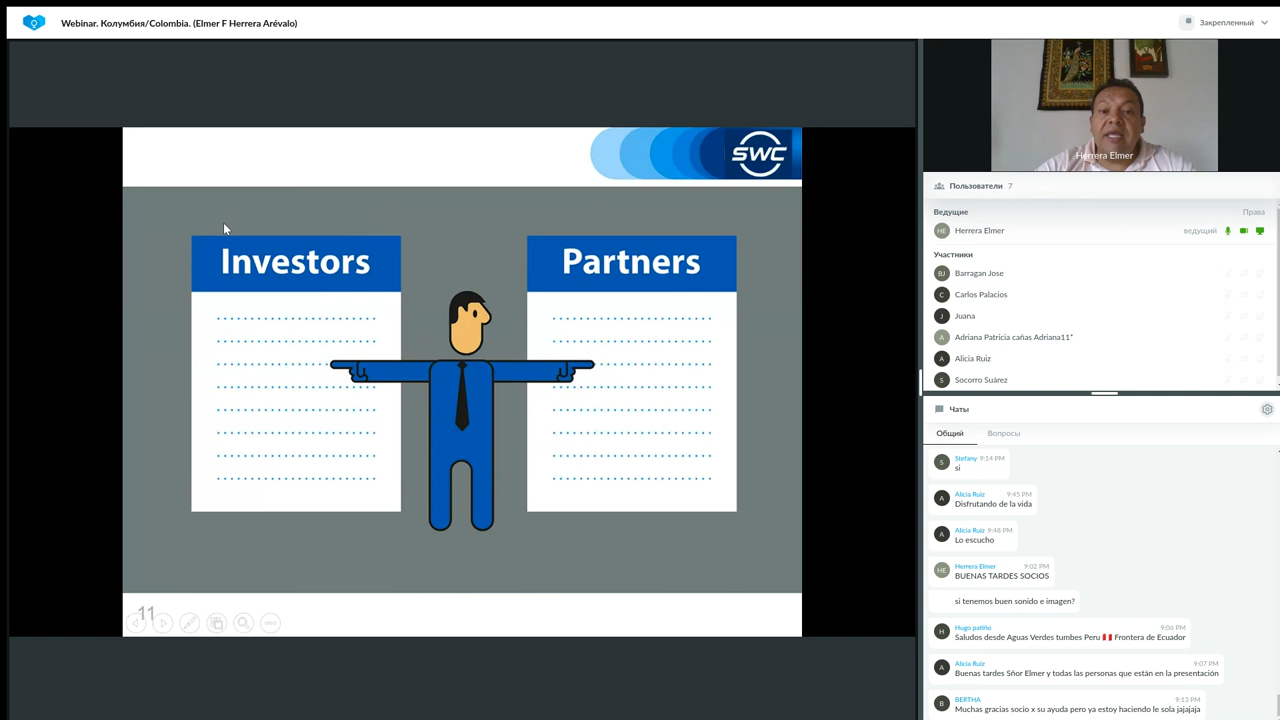 Webinar. Колумбия/Colombia. (Elmer F Herrera Arévalo)
Закрепленный
SWC
Investors
Partners
11
Herrera Elmer
Пользователи 7
Ведущие Права
HE Herrera Elmer ведущий
Участники
BJ Barragan Jose
C Carlos Palacios
J Juana
A Adriana Patricia cañas Adriana11*
A Alicia Ruiz
S Socorro Suárez
Чаты
Общий Вопросы
S Stefany 9:14 PM
si
A Alicia Ruiz 9:45 PM
Disfrutando de la vida
A Alicia Ruiz 9:48 PM
Lo escucho
HE Herrera Elmer 9:02 PM
BUENAS TARDES SOCIOS
si tenemos buen sonido e imagen?
H Hugo patiño 9:06 PM
Saludos desde Aguas Verdes tumbes Peru 🇵🇪 Frontera de Ecuador
A Alicia Ruiz 9:07 PM
Buenas tardes Sñor Elmer y todas las personas que están en la presentación
B BERTHA 9:13 PM
Muchas gracias socio x su ayuda pero ya estoy haciendo le sola jajajaja